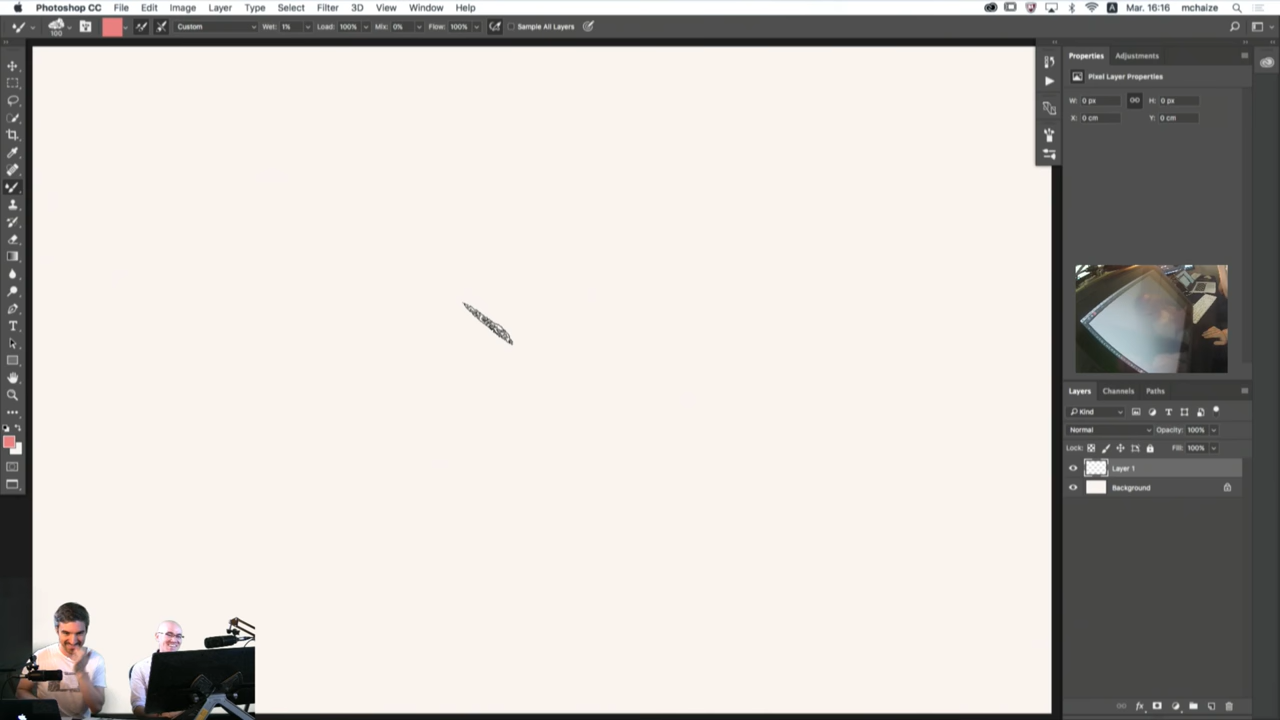 Photoshop CC File Edit Image Layer Type Select Filter 3D View Window Help A Mar. 16:16 mchaize
100 Custom Wet: 1% Load: 100% Mix: 0% Flow: 100% Sample All Layers
Properties Adjustments
Pixel Layer Properties
W: 0 px H: 0 px
X: 0 cm Y: 0 cm
Layers Channels Paths
Kind
Normal Opacity: 100%
Lock: Fill: 100%
Layer 1
Background